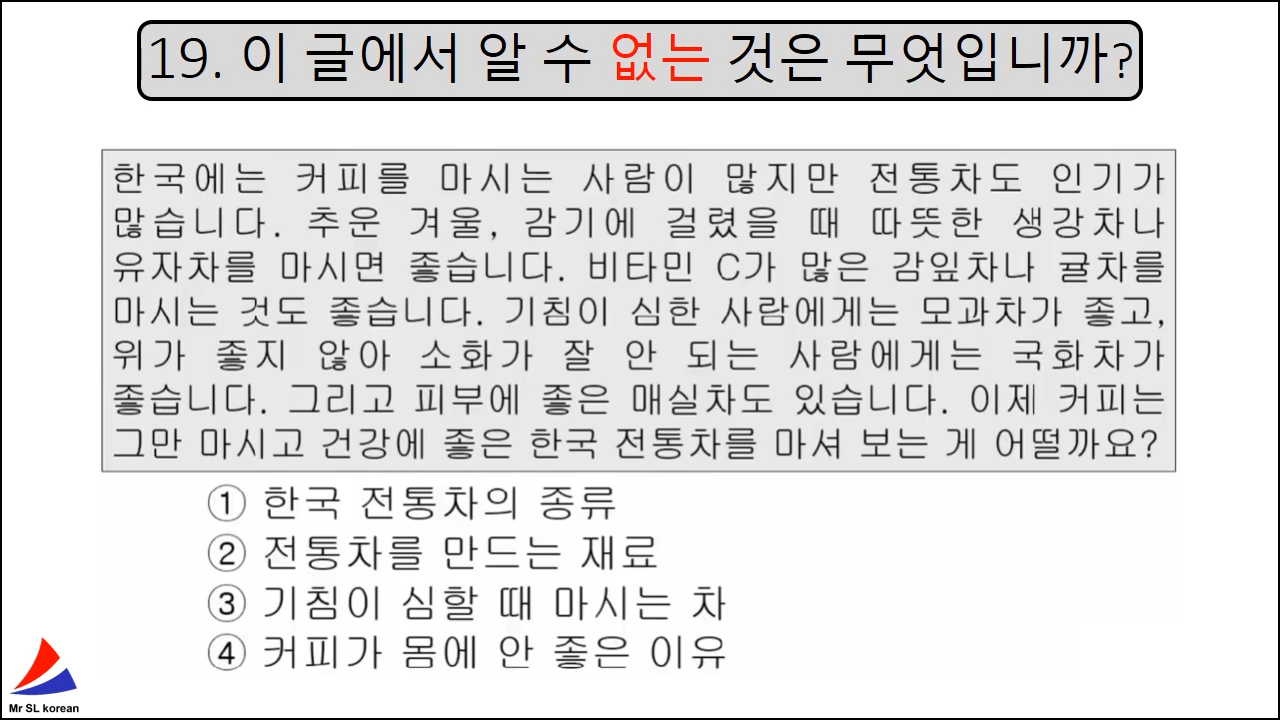 19. 이 글에서 알 수 없는 것은 무엇입니까?
한국에는 커피를 마시는 사람이 많지만 전통차도 인기가
많습니다. 추운 겨울, 감기에 걸렸을 때 따뜻한 생강차나
유자차를 마시면 좋습니다. 비타민 C가 많은 감잎차나 귤차를
마시는 것도 좋습니다. 기침이 심한 사람에게는 모과차가 좋고,
위가 좋지 않아 소화가 잘 안 되는 사람에게는 국화차가
좋습니다. 그리고 피부에 좋은 매실차도 있습니다. 이제 커피는
그만 마시고 건강에 좋은 한국 전통차를 마셔 보는 게 어떨까요?
① 한국 전통차의 종류
② 전통차를 만드는 재료
③ 기침이 심할 때 마시는 차
④ 커피가 몸에 안 좋은 이유
Mr SL korean